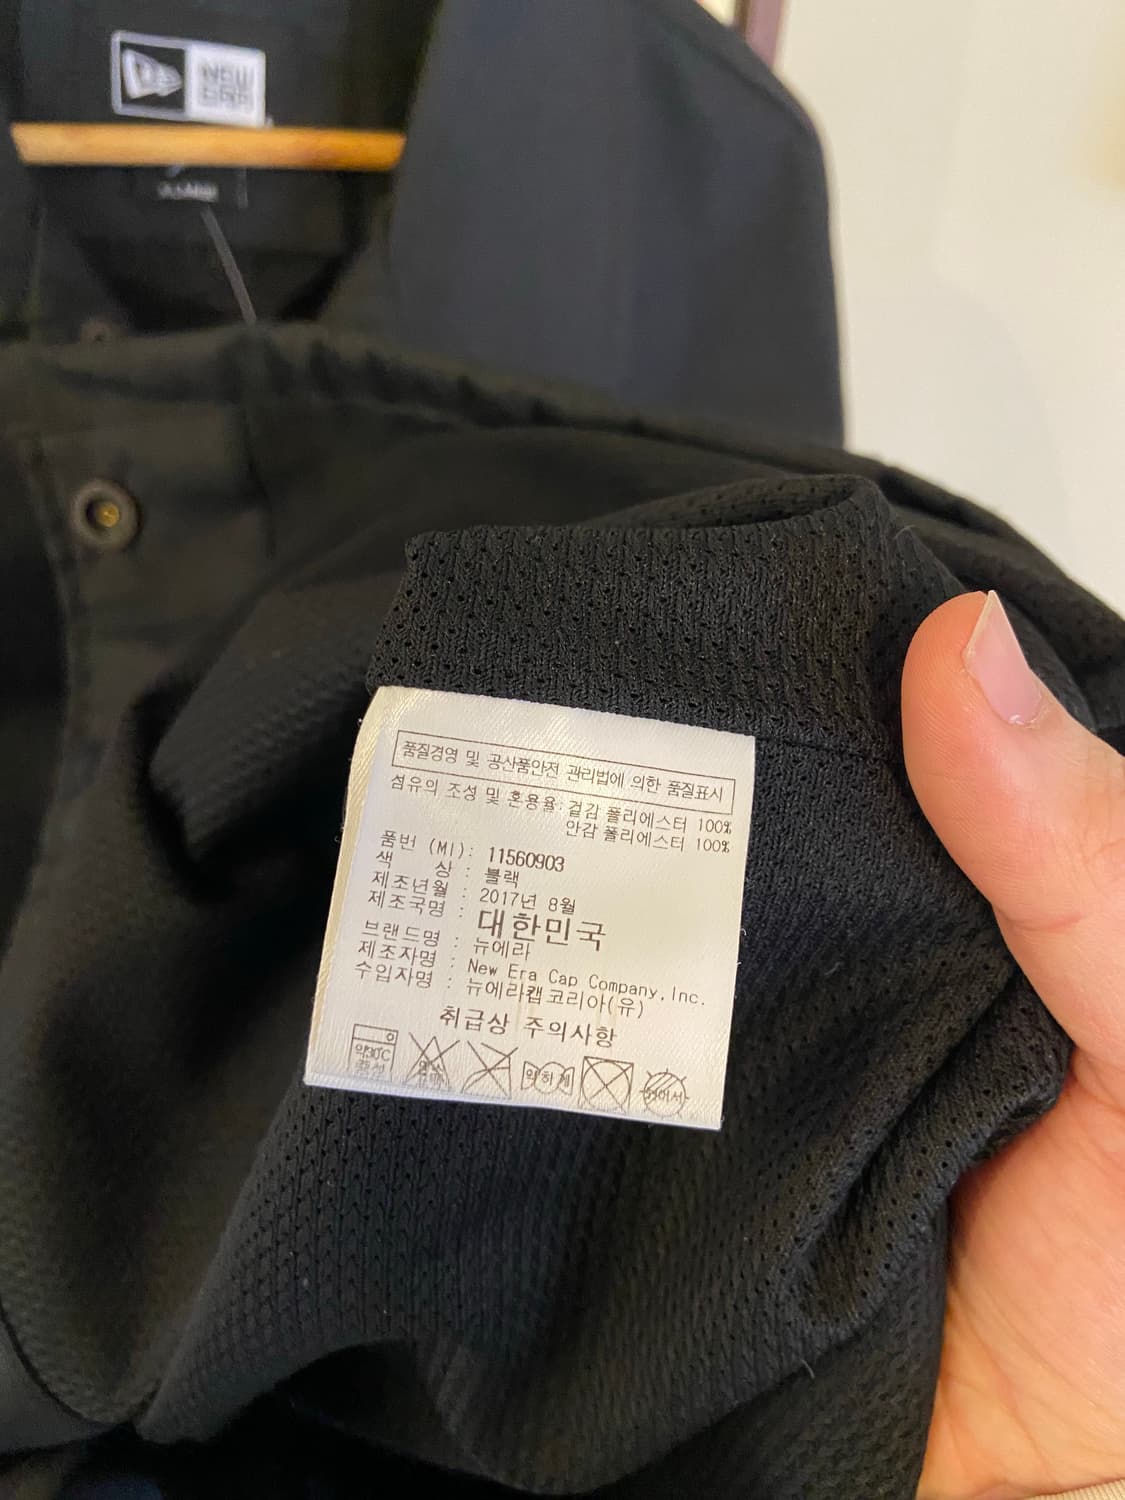 NEW
ERA
X-LARGE
품질경영 및 공산품안전 관리법에 의한 품질표시
섬유의 조성 및 혼용율: 겉감 폴리에스터 100%
안감 폴리에스터 100%
품번 (MI): 11560903
색 상: 블랙
제조년월: 2017년 8월
제조국명: 대한민국
브랜드명: 뉴에라
제조자명: New Era Cap Company,Inc.
수입자명: 뉴에라캡코리아(유)
취급상 주의사항
약30℃
중성